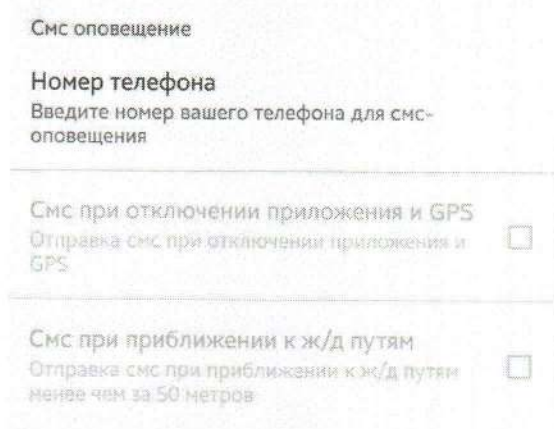 Смс оповещение
Номер телефона
Введите номер вашего телефона для смс-
оповещения
Смс при отключении приложения и GPS
Отправка смс при отключении приложения и
GPS
Смс при приближении к ж/д путям
Отправка смс при приближении к ж/д путям
менее чем за 50 метров